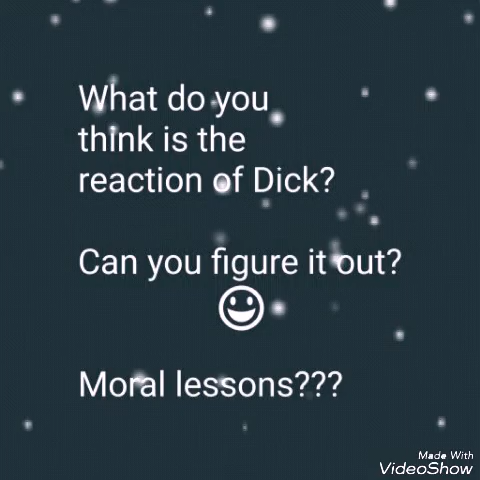 What do you
think is the
reaction of Dick?
Can you figure it out?
😃
Moral lessons???
Made With
VideoShow